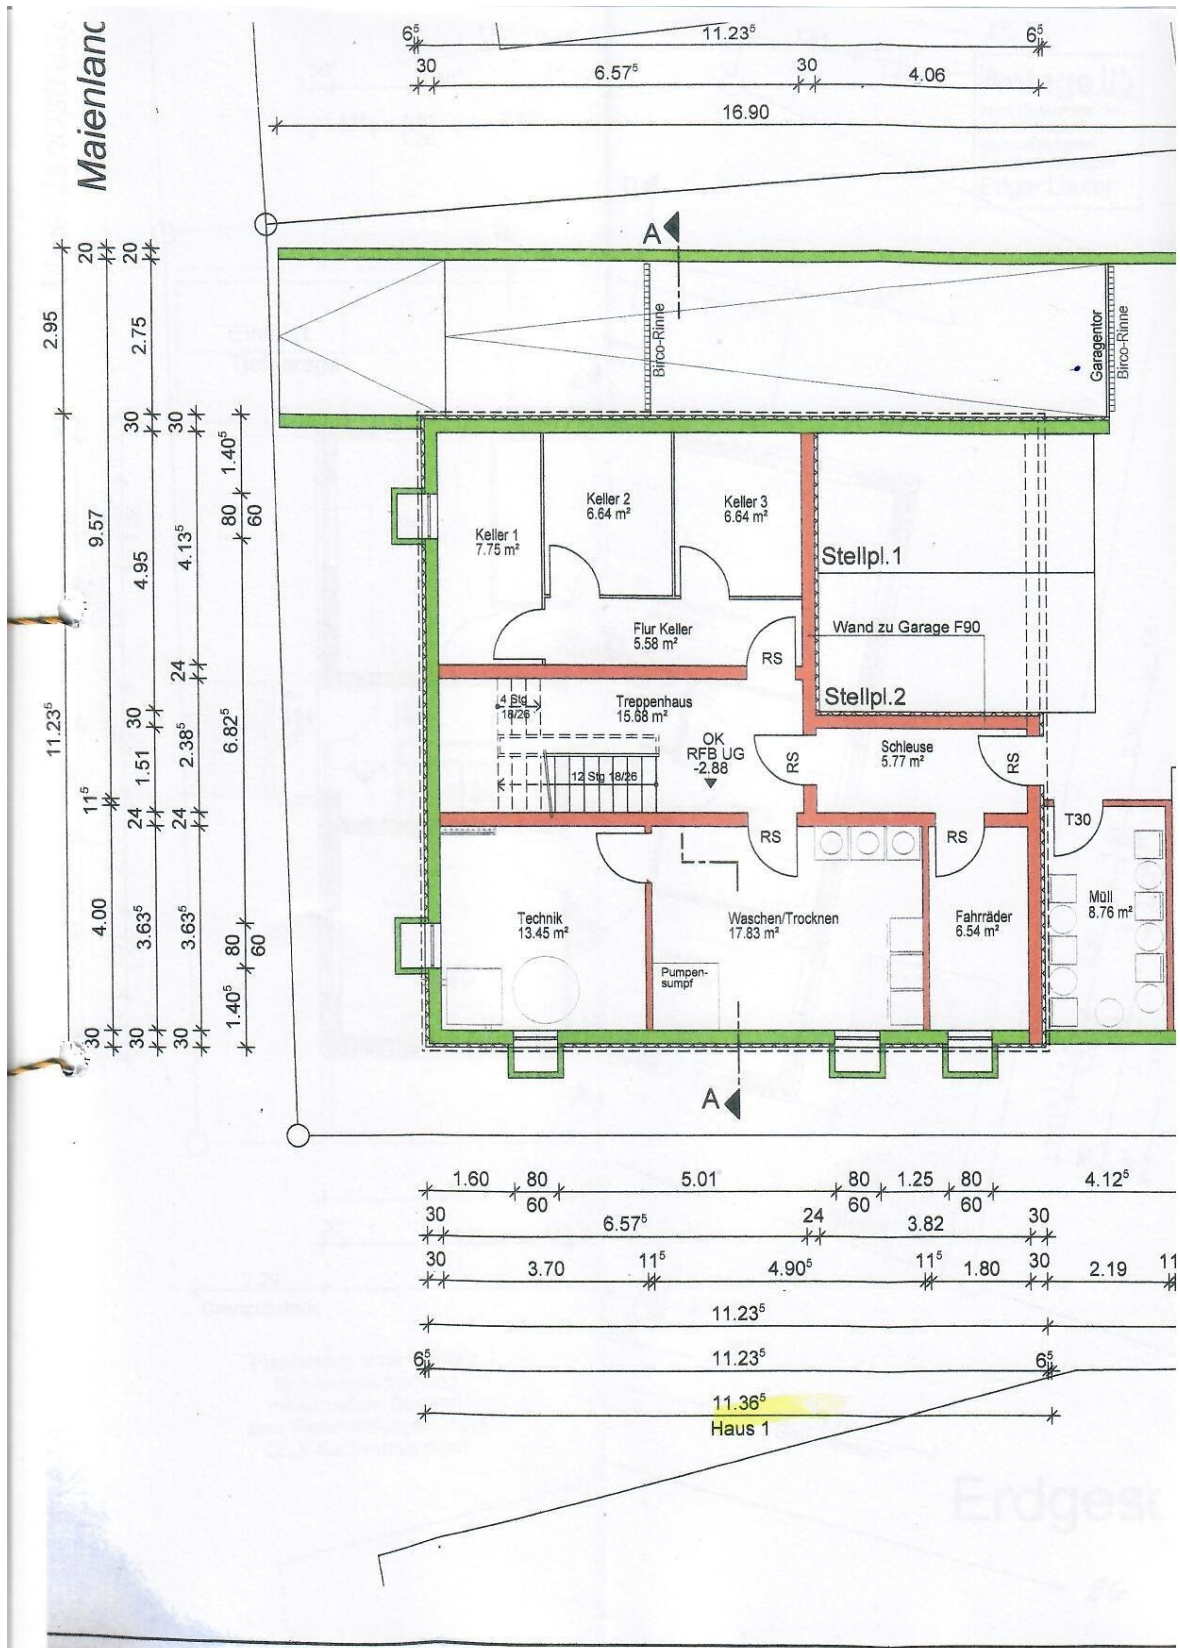 Maienland
6⁵ 11.23⁵ 6⁵
30 6.57⁵ 30 4.06
16.90
A
20
20
2.95
2.75
30
30
1.40⁵
80
60
9.57
4.95
4.13⁵
24
11.23⁵
11⁵
30
1.51
24
2.38⁵
24
6.82⁵
4.00
3.63⁵
3.63⁵
80
60
1.40⁵
30
30
30
Birco-Rinne
Garagentor
Birco-Rinne
Keller 1
7.75 m²
Keller 2
6.64 m²
Keller 3
6.64 m²
Stellpl.1
Flur Keller
5.58 m²
Wand zu Garage F90
RS
Stellpl.2
4 Stg
18/26
Treppenhaus
15.68 m²
OK
RFB UG
-2.88
12 Stg 18/26
RS
Schleuse
5.77 m²
RS
RS
RS
T30
Technik
13.45 m²
Waschen/Trocknen
17.83 m²
Fahrräder
6.54 m²
Müll
8.76 m²
Pumpen-
sumpf
A
1.60 80 5.01 80 1.25 80 4.12⁵
60 60 60
30 6.57⁵ 24 3.82 30
30 3.70 11⁵ 4.90⁵ 11⁵ 1.80 30 2.19 11
11.23⁵
6⁵ 11.23⁵ 6⁵
11.36⁵
Haus 1